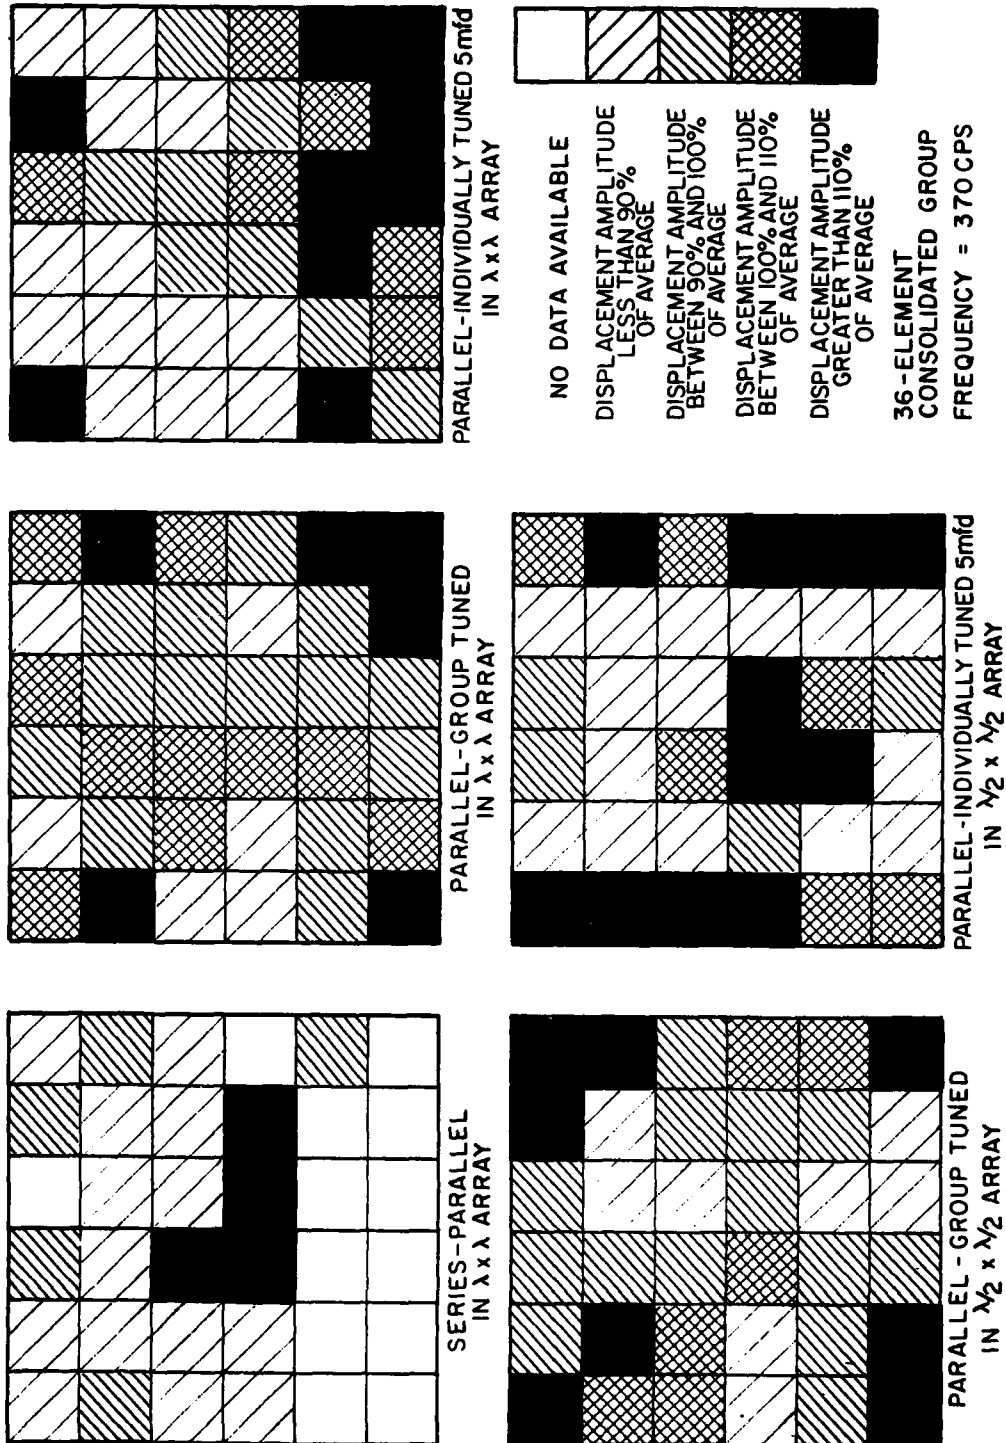 SERIES-PARALLEL
IN λ x λ ARRAY
PARALLEL-GROUP TUNED
IN λ x λ ARRAY
PARALLEL-INDIVIDUALLY TUNED 5mfd
IN λ x λ ARRAY
PARALLEL-GROUP TUNED
IN λ/2 x λ/2 ARRAY
PARALLEL-INDIVIDUALLY TUNED 5mfd
IN λ/2 x λ/2 ARRAY
NO DATA AVAILABLE
DISPLACEMENT AMPLITUDE
LESS THAN 90%
OF AVERAGE
DISPLACEMENT AMPLITUDE
BETWEEN 90% AND 100%
OF AVERAGE
DISPLACEMENT AMPLITUDE
BETWEEN 100% AND 110%
OF AVERAGE
DISPLACEMENT AMPLITUDE
GREATER THAN 110%
OF AVERAGE
36-ELEMENT
CONSOLIDATED GROUP
FREQUENCY = 370 CPS